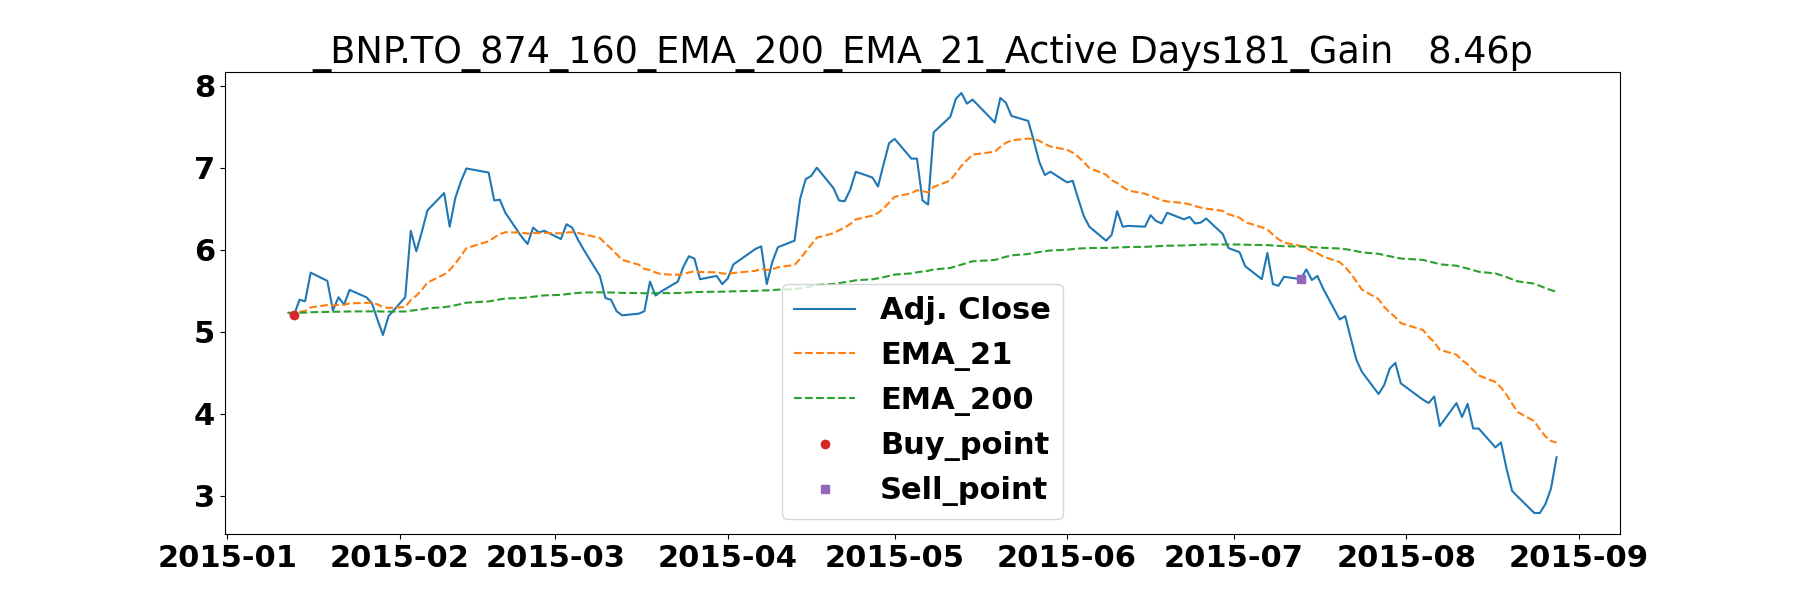 _BNP.TO_874_160_EMA_200_EMA_21_Active Days181_Gain   8.46p
8
7
6
5
4
3
Adj. Close
EMA_21
EMA_200
Buy_point
Sell_point
2015-01 2015-02 2015-03 2015-04 2015-05 2015-06 2015-07 2015-08 2015-09